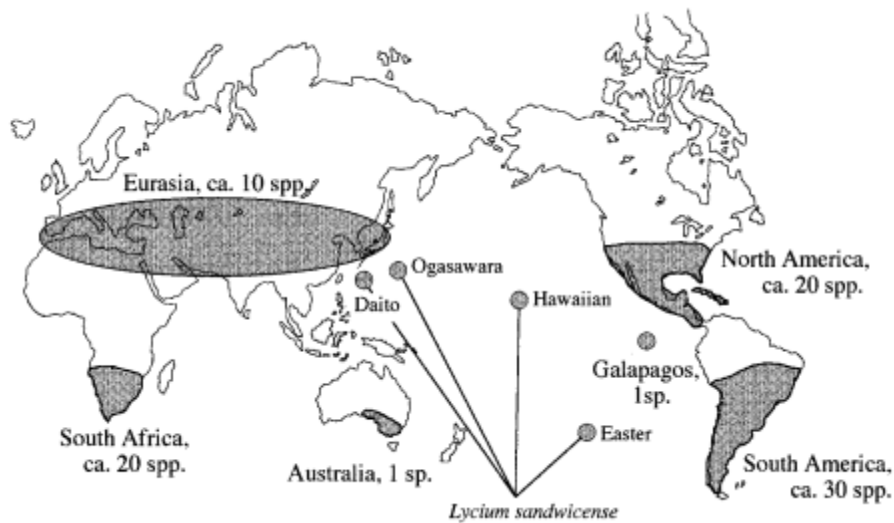 Eurasia, ca. 10 spp.
Ogasawara
Daito
Hawaiian
North America,
ca. 20 spp.
Galapagos,
1sp.
Easter
South Africa,
ca. 20 spp.
Australia, 1 sp.
South America,
ca. 30 spp.
Lycium sandwicense